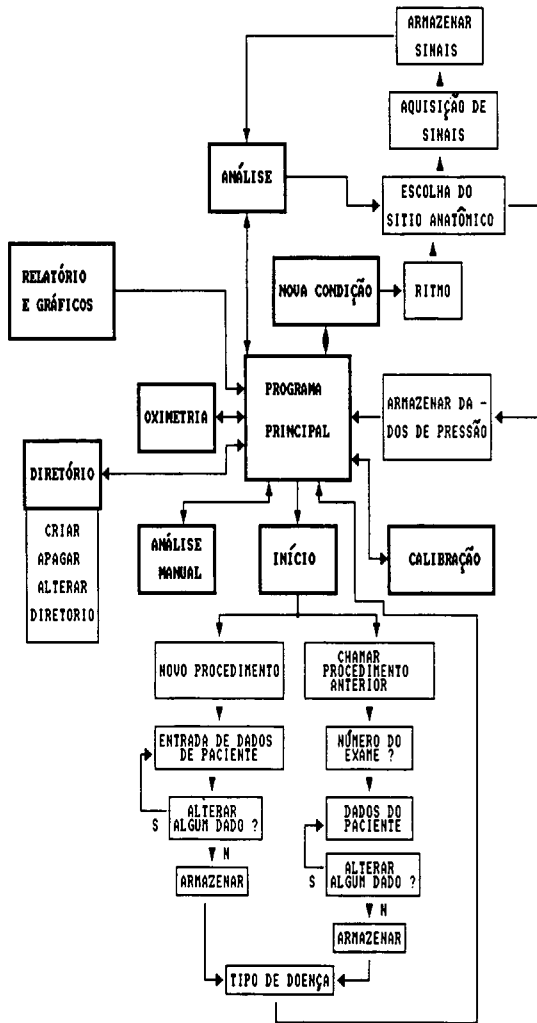 ARMAZENAR
SINAIS
AQUISIÇÃO DE
SINAIS
ANÁLISE
ESCOLHA DO
SITIO ANATÔMICO
RELATÓRIO
E GRÁFICOS
NOVA CONDIÇÃO
RITMO
PROGRAMA
PRINCIPAL
OXIMETRIA
ARMAZENAR DA -
DOS DE PRESSÃO
DIRETÓRIO
CRIAR
APAGAR
ALTERAR
DIRETORIO
ANÁLISE
MANUAL
INÍCIO
CALIBRAÇÃO
NOVO PROCEDIMENTO
CHAMAR
PROCEDIMENTO
ANTERIOR
ENTRADA DE DADOS
DE PACIENTE
NÚMERO DO
EXAME ?
S
ALTERAR
ALGUM DADO ?
DADOS DO
PACIENTE
N
ARMAZENAR
S
ALTERAR
ALGUM DADO ?
N
ARMAZENAR
TIPO DE DOENÇA